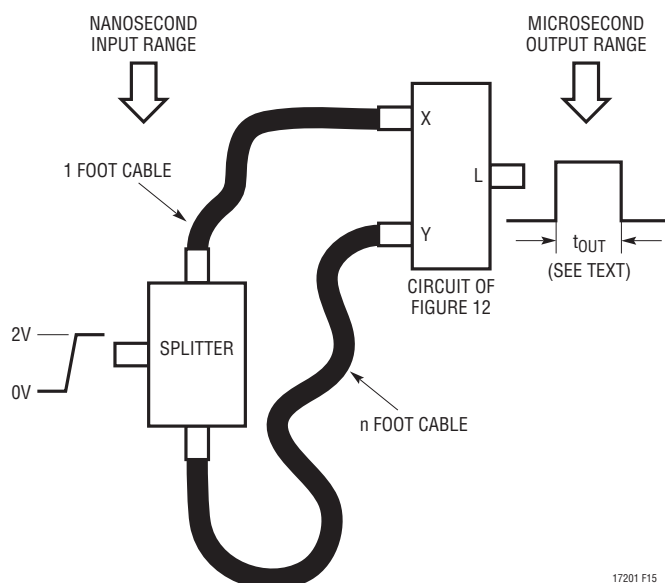 NANOSECOND
INPUT RANGE
MICROSECOND
OUTPUT RANGE
X
1 FOOT CABLE
L
Y
tOUT
(SEE TEXT)
CIRCUIT OF
FIGURE 12
2V
SPLITTER
0V
n FOOT CABLE
17201 F15